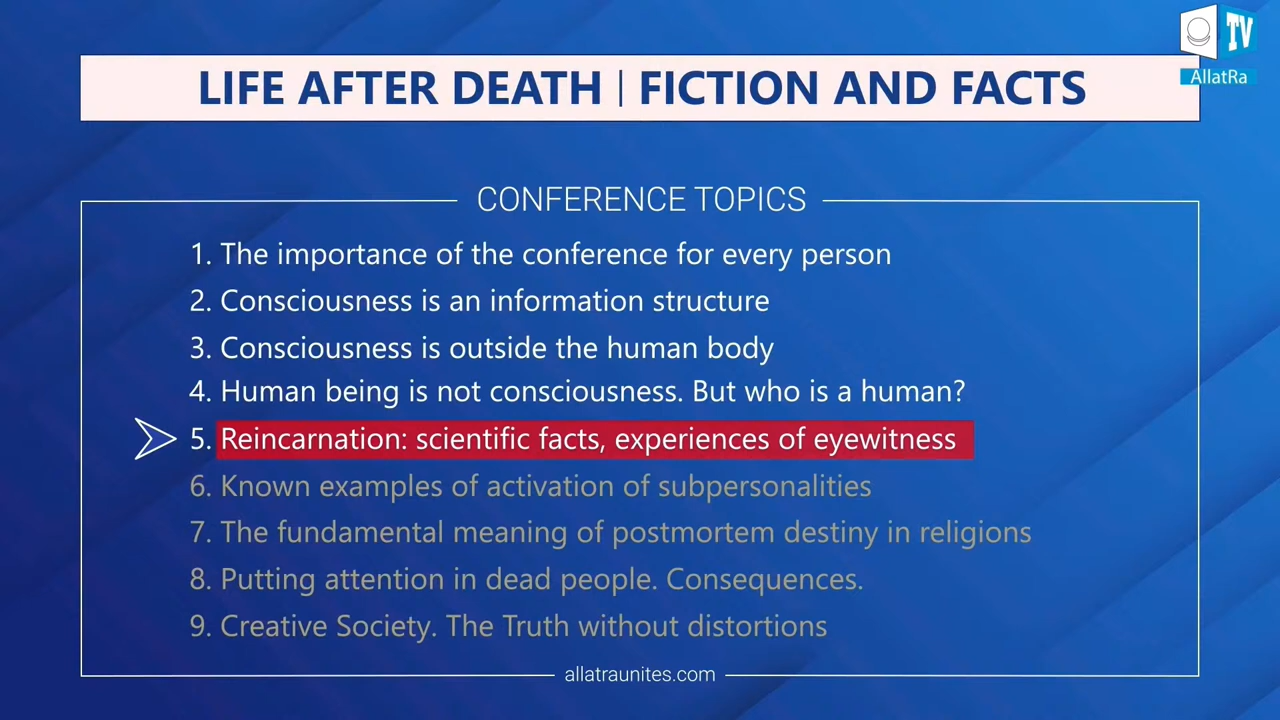 TV
AllatRa
LIFE AFTER DEATH | FICTION AND FACTS
CONFERENCE TOPICS
1. The importance of the conference for every person
2. Consciousness is an information structure
3. Consciousness is outside the human body
4. Human being is not consciousness. But who is a human?
5. Reincarnation: scientific facts, experiences of eyewitness
6. Known examples of activation of subpersonalities
7. The fundamental meaning of postmortem destiny in religions
8. Putting attention in dead people. Consequences.
9. Creative Society. The Truth without distortions
allatraunites.com